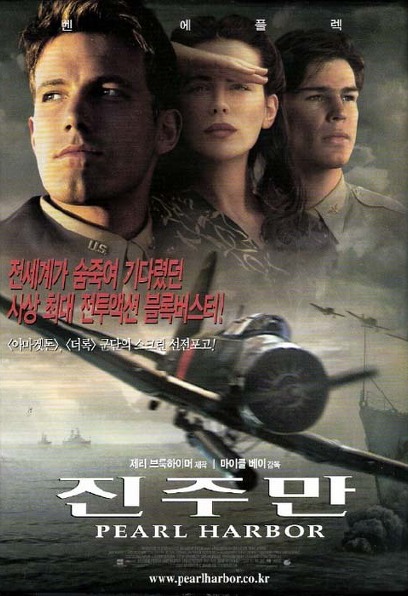 벤 에 플 렉
U.S.
전세계가 숨죽여 기다렸던
사상 최대 전투액션 블록버스터!
〈아마겟돈〉, 〈더록〉 군단의 스크린 선전포고!
제리 브룩하이머 제작 | 마이클 베이 감독
진주만
PEARL HARBOR
www.pearlharbor.co.kr